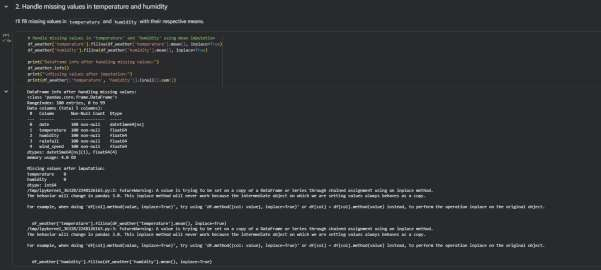 2. Handle missing values in temperature and humidity
I'll fill missing values in temperature and humidity with their respective means.
# Handle missing values in 'temperature' and 'humidity' using mean imputation
df_weather['temperature'].fillna(df_weather['temperature'].mean(), inplace=True)
df_weather['humidity'].fillna(df_weather['humidity'].mean(), inplace=True)
print("DataFrame info after handling missing values:")
df_weather.info()
print("\nMissing values after imputation:")
print(df_weather[['temperature', 'humidity']].isnull().sum())
DataFrame info after handling missing values:
<class 'pandas.core.frame.DataFrame'>
RangeIndex: 100 entries, 0 to 99
Data columns (total 5 columns):
# Column Non-Null Count Dtype
0 date 100 non-null datetime64[ns]
1 temperature 100 non-null float64
2 humidity 100 non-null float64
3 rainfall 100 non-null float64
4 wind_speed 100 non-null float64
dtypes: datetime64[ns](1), float64(4)
memory usage: 4.0 KB
Missing values after imputation:
temperature 0
humidity 0
dtype: int64
FutureWarning: A value is trying to be set on a copy of a DataFrame or Series through chained assignment using an inplace method.
The behavior will change in pandas 3.0. This inplace method will never work because the intermediate object on which we are setting values always behaves as a copy.
For example, when doing 'df[col].method(value, inplace=True)', try using 'df.method({col: value}, inplace=True)' or df[col] = df[col].method(value) instead, to perform the operation inplace on the original object.
df_weather['temperature'].fillna(df_weather['temperature'].mean(), inplace=True)
FutureWarning: A value is trying to be set on a copy of a DataFrame or Series through chained assignment using an inplace method.
The behavior will change in pandas 3.0. This inplace method will never work because the intermediate object on which we are setting values always behaves as a copy.
For example, when doing 'df[col].method(value, inplace=True)', try using 'df.method({col: value}, inplace=True)' or df[col] = df[col].method(value) instead, to perform the operation inplace on the original object.
df_weather['humidity'].fillna(df_weather['humidity'].mean(), inplace=True)